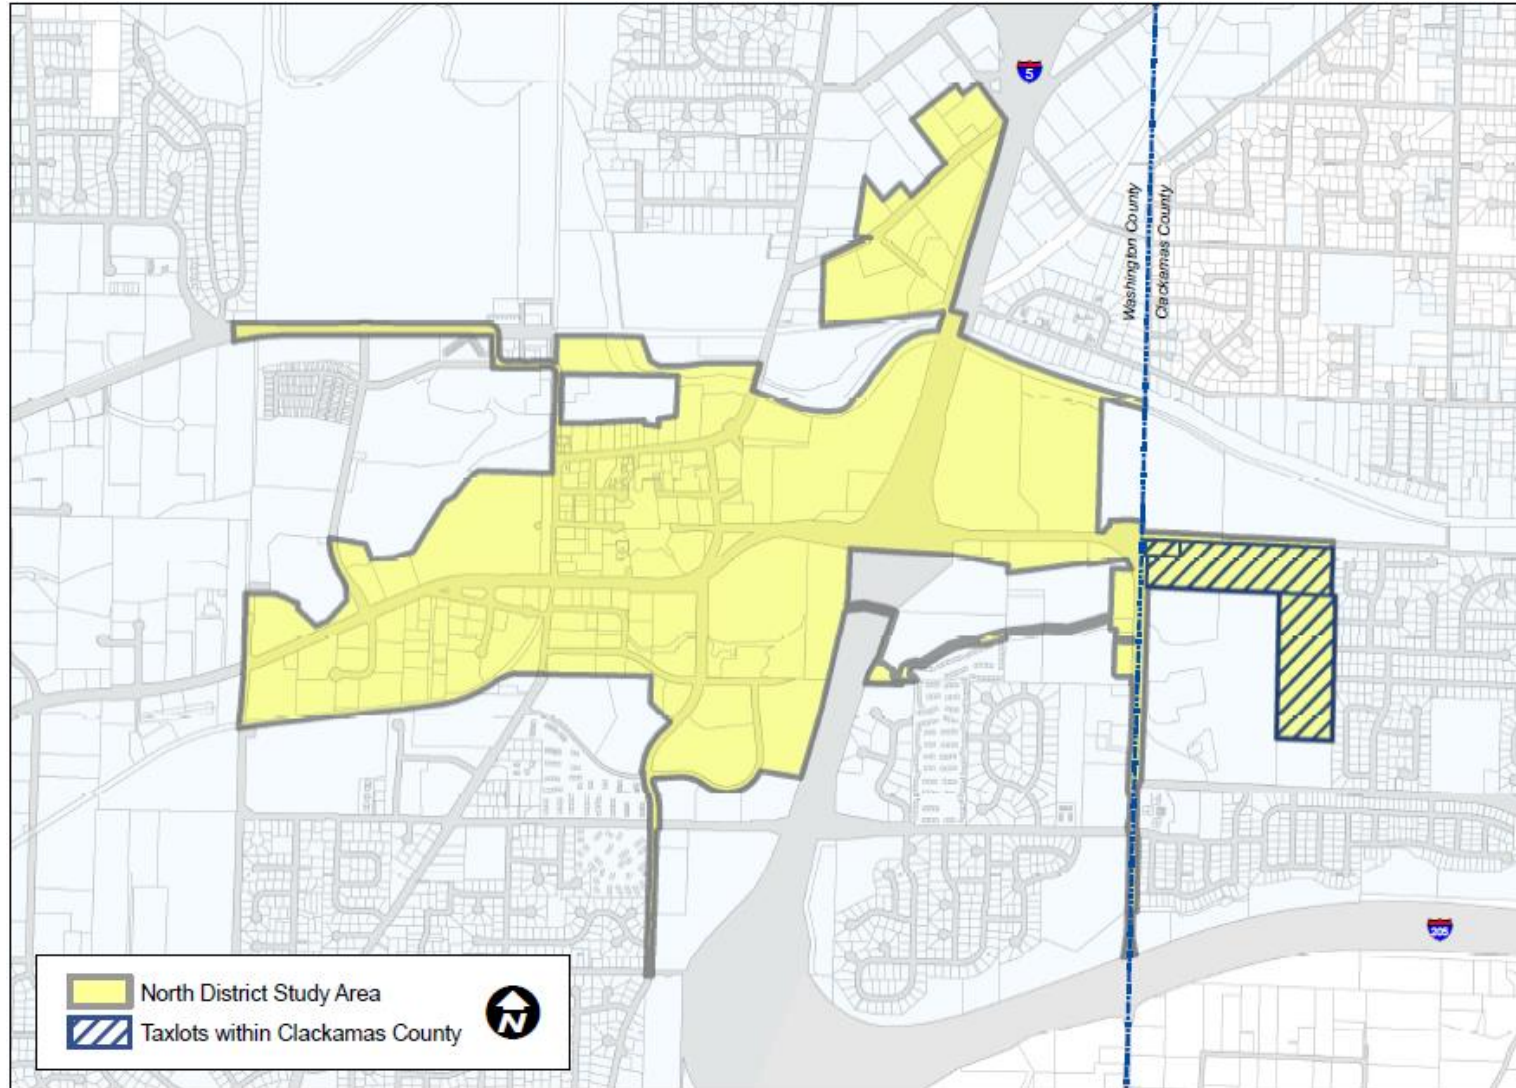 5
Washington County
Clackamas County
205
North District Study Area
Taxlots within Clackamas County
N